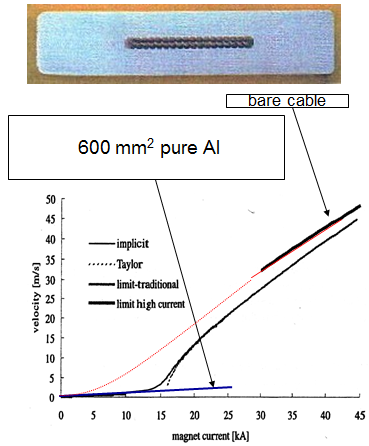 bare cable
600 mm² pure Al
implicit
Taylor
limit-traditional
limit high current
velocity [m/s]
50
45
40
35
30
25
20
15
10
5
0
0 5 10 15 20 25 30 35 40 45
magnet current [kA]